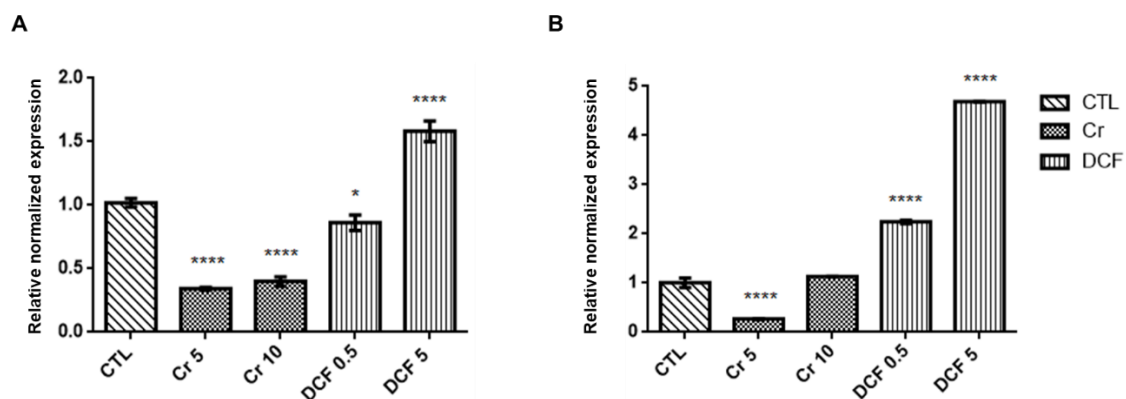 A
Relative normalized expression
2.0
1.5
1.0
0.5
0.0
****
****
*
****
CTL
Cr 5
Cr 10
DCF 0.5
DCF 5
B
Relative normalized expression
5
4
3
2
1
0
****
****
****
CTL
Cr 5
Cr 10
DCF 0.5
DCF 5
CTL
Cr
DCF